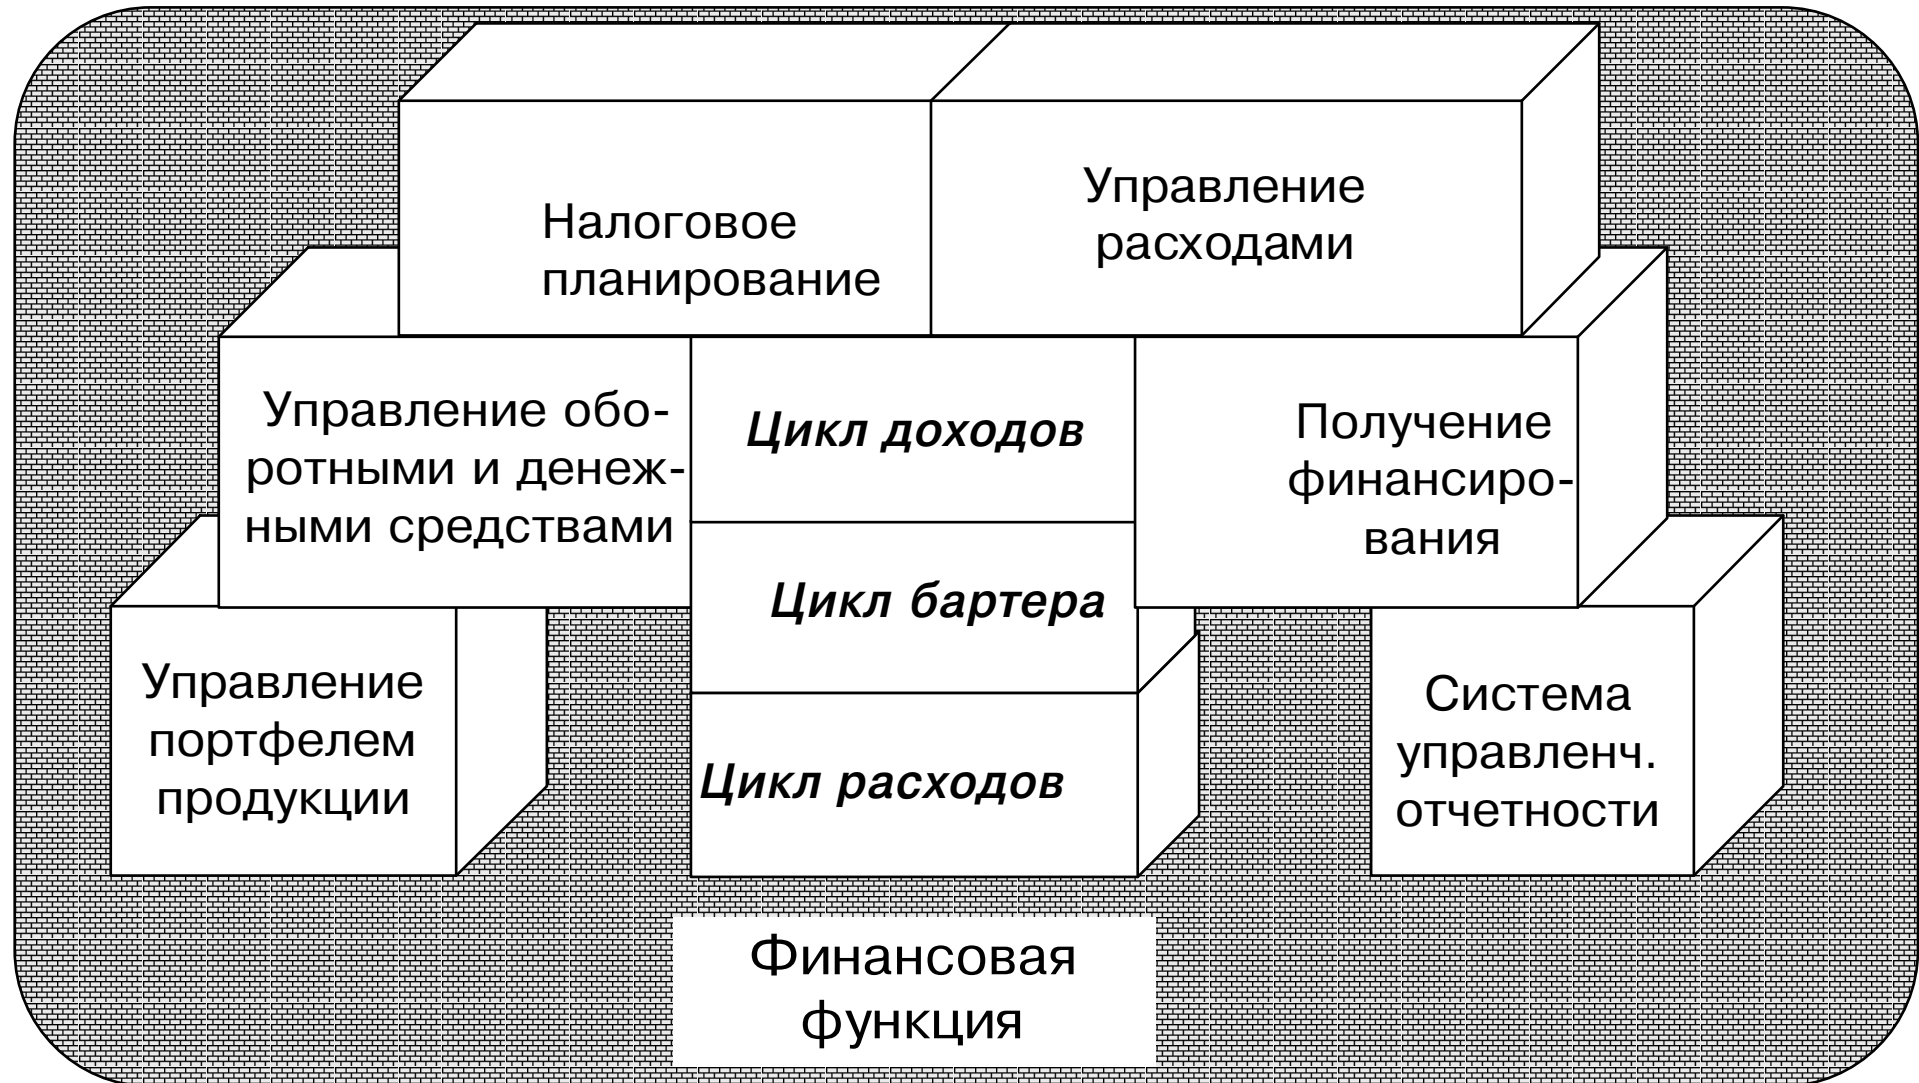 Налоговое
планирование
Управление
расходами
Управление обо-
ротными и денеж-
ными средствами
Цикл доходов
Получение
финансиро-
вания
Цикл бартера
Управление
портфелем
продукции
Цикл расходов
Система
управленч.
отчетности
Финансовая
функция